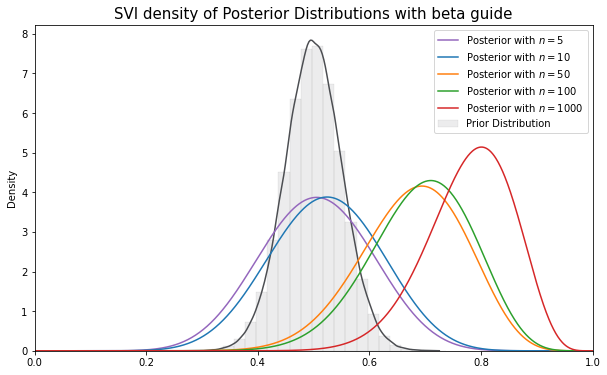 SVI density of Posterior Distributions with beta guide
8
7
6
5
4
3
2
1
0
Density
Posterior with n = 5
Posterior with n = 10
Posterior with n = 50
Posterior with n = 100
Posterior with n = 1000
Prior Distribution
0.0 0.2 0.4 0.6 0.8 1.0